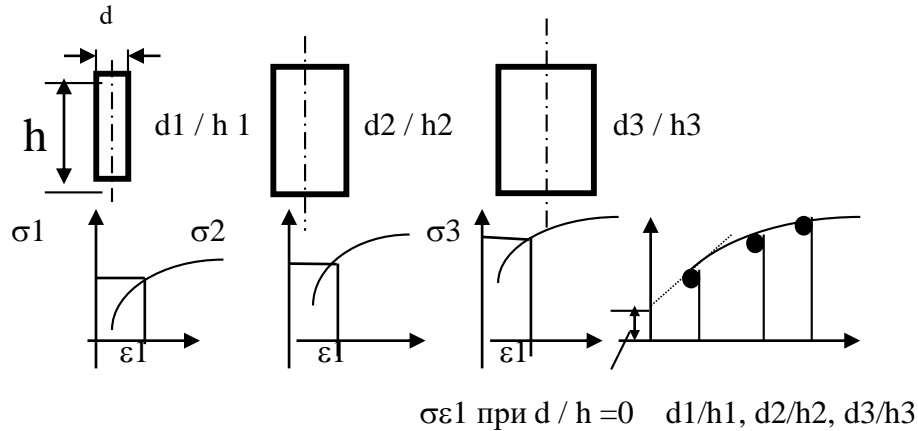 d
h
d1 / h 1
d2 / h2
d3 / h3
σ1
σ2
σ3
ε1
ε1
ε1
σε1 при d / h =0 d1/h1, d2/h2, d3/h3